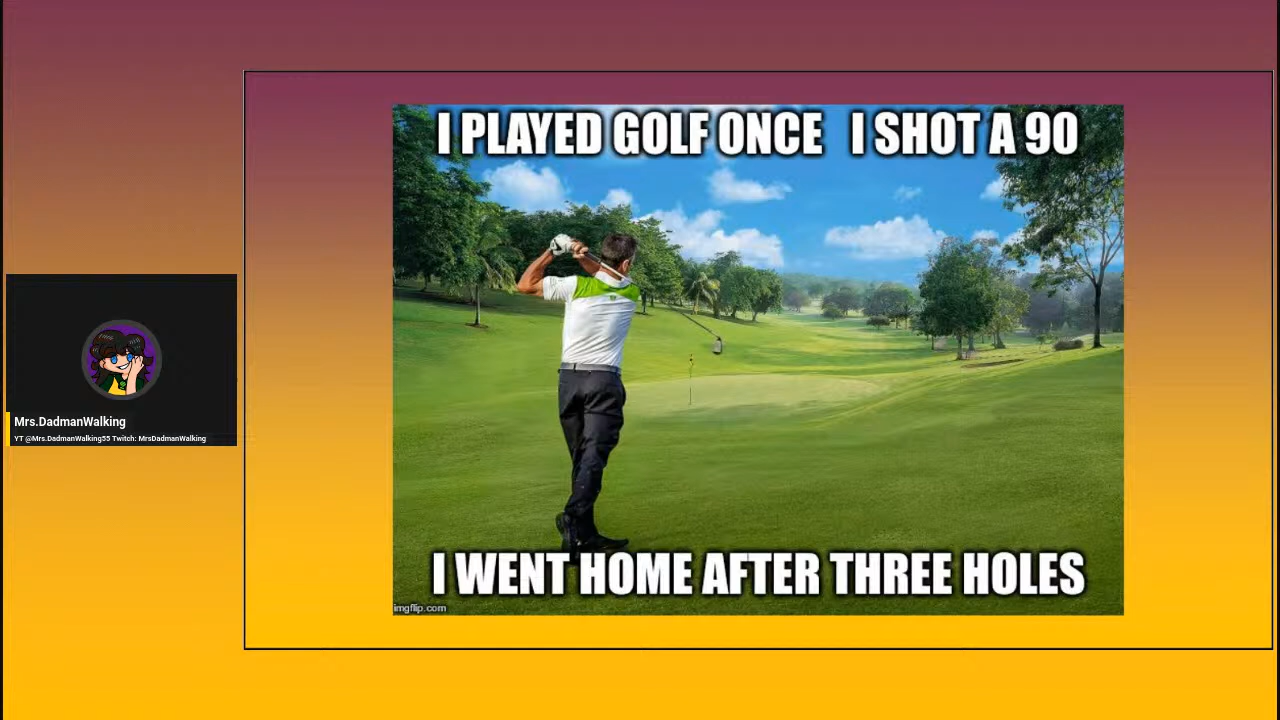 I PLAYED GOLF ONCE   I SHOT A 90
I WENT HOME AFTER THREE HOLES
imgflip.com
Mrs.DadmanWalking
YT @Mrs.DadmanWalking55 Twitch: MrsDadmanWalking